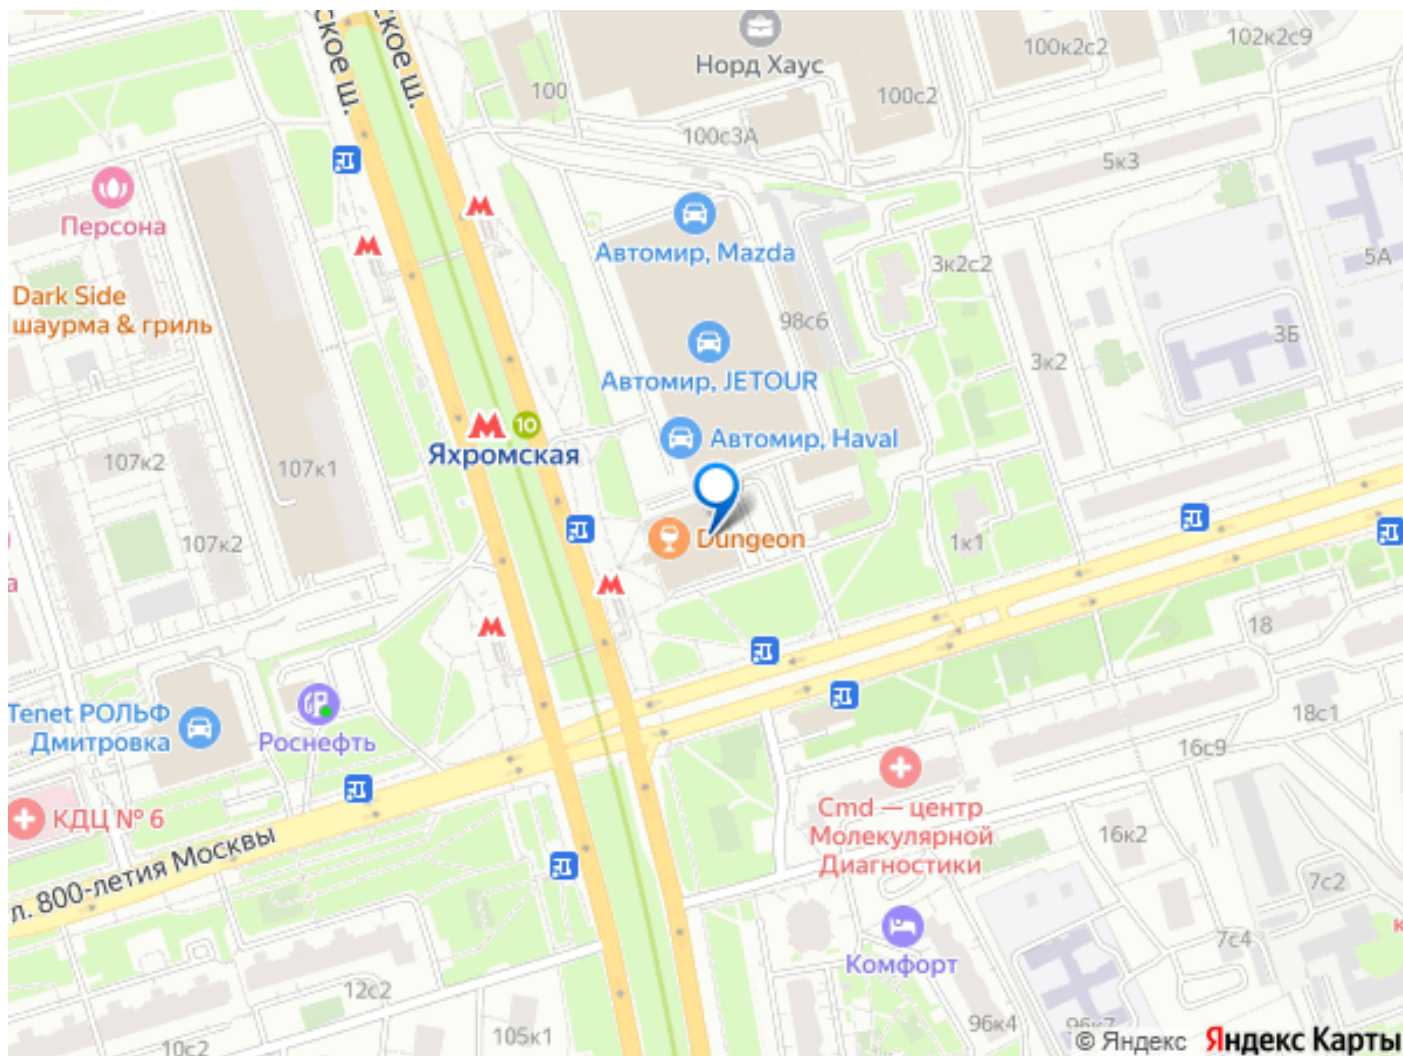 ское ш.
ское ш.
Норд Хаус
100к2с2
102к2с9
100
100с2
100с3А
5к3
Персона
Автомир, Mazda
3к2с2
5А
Dark Side
шаурма & гриль
98с6
3Б
Автомир, JETOUR
3к2
10
Автомир, Haval
Яхромская
107к2
107к1
107к2
Dungeon
1к1
а
18
Tenet РОЛЬФ
Дмитровка
Роснефть
18с1
16с9
КДЦ № 6
Cmd — центр
Молекулярной
Диагностики
16к2
л. 800-летия Москвы
7с2
к
7с4
Комфорт
12с2
105к1
96к4
96к7
10с2
© Яндекс Яндекс Карты